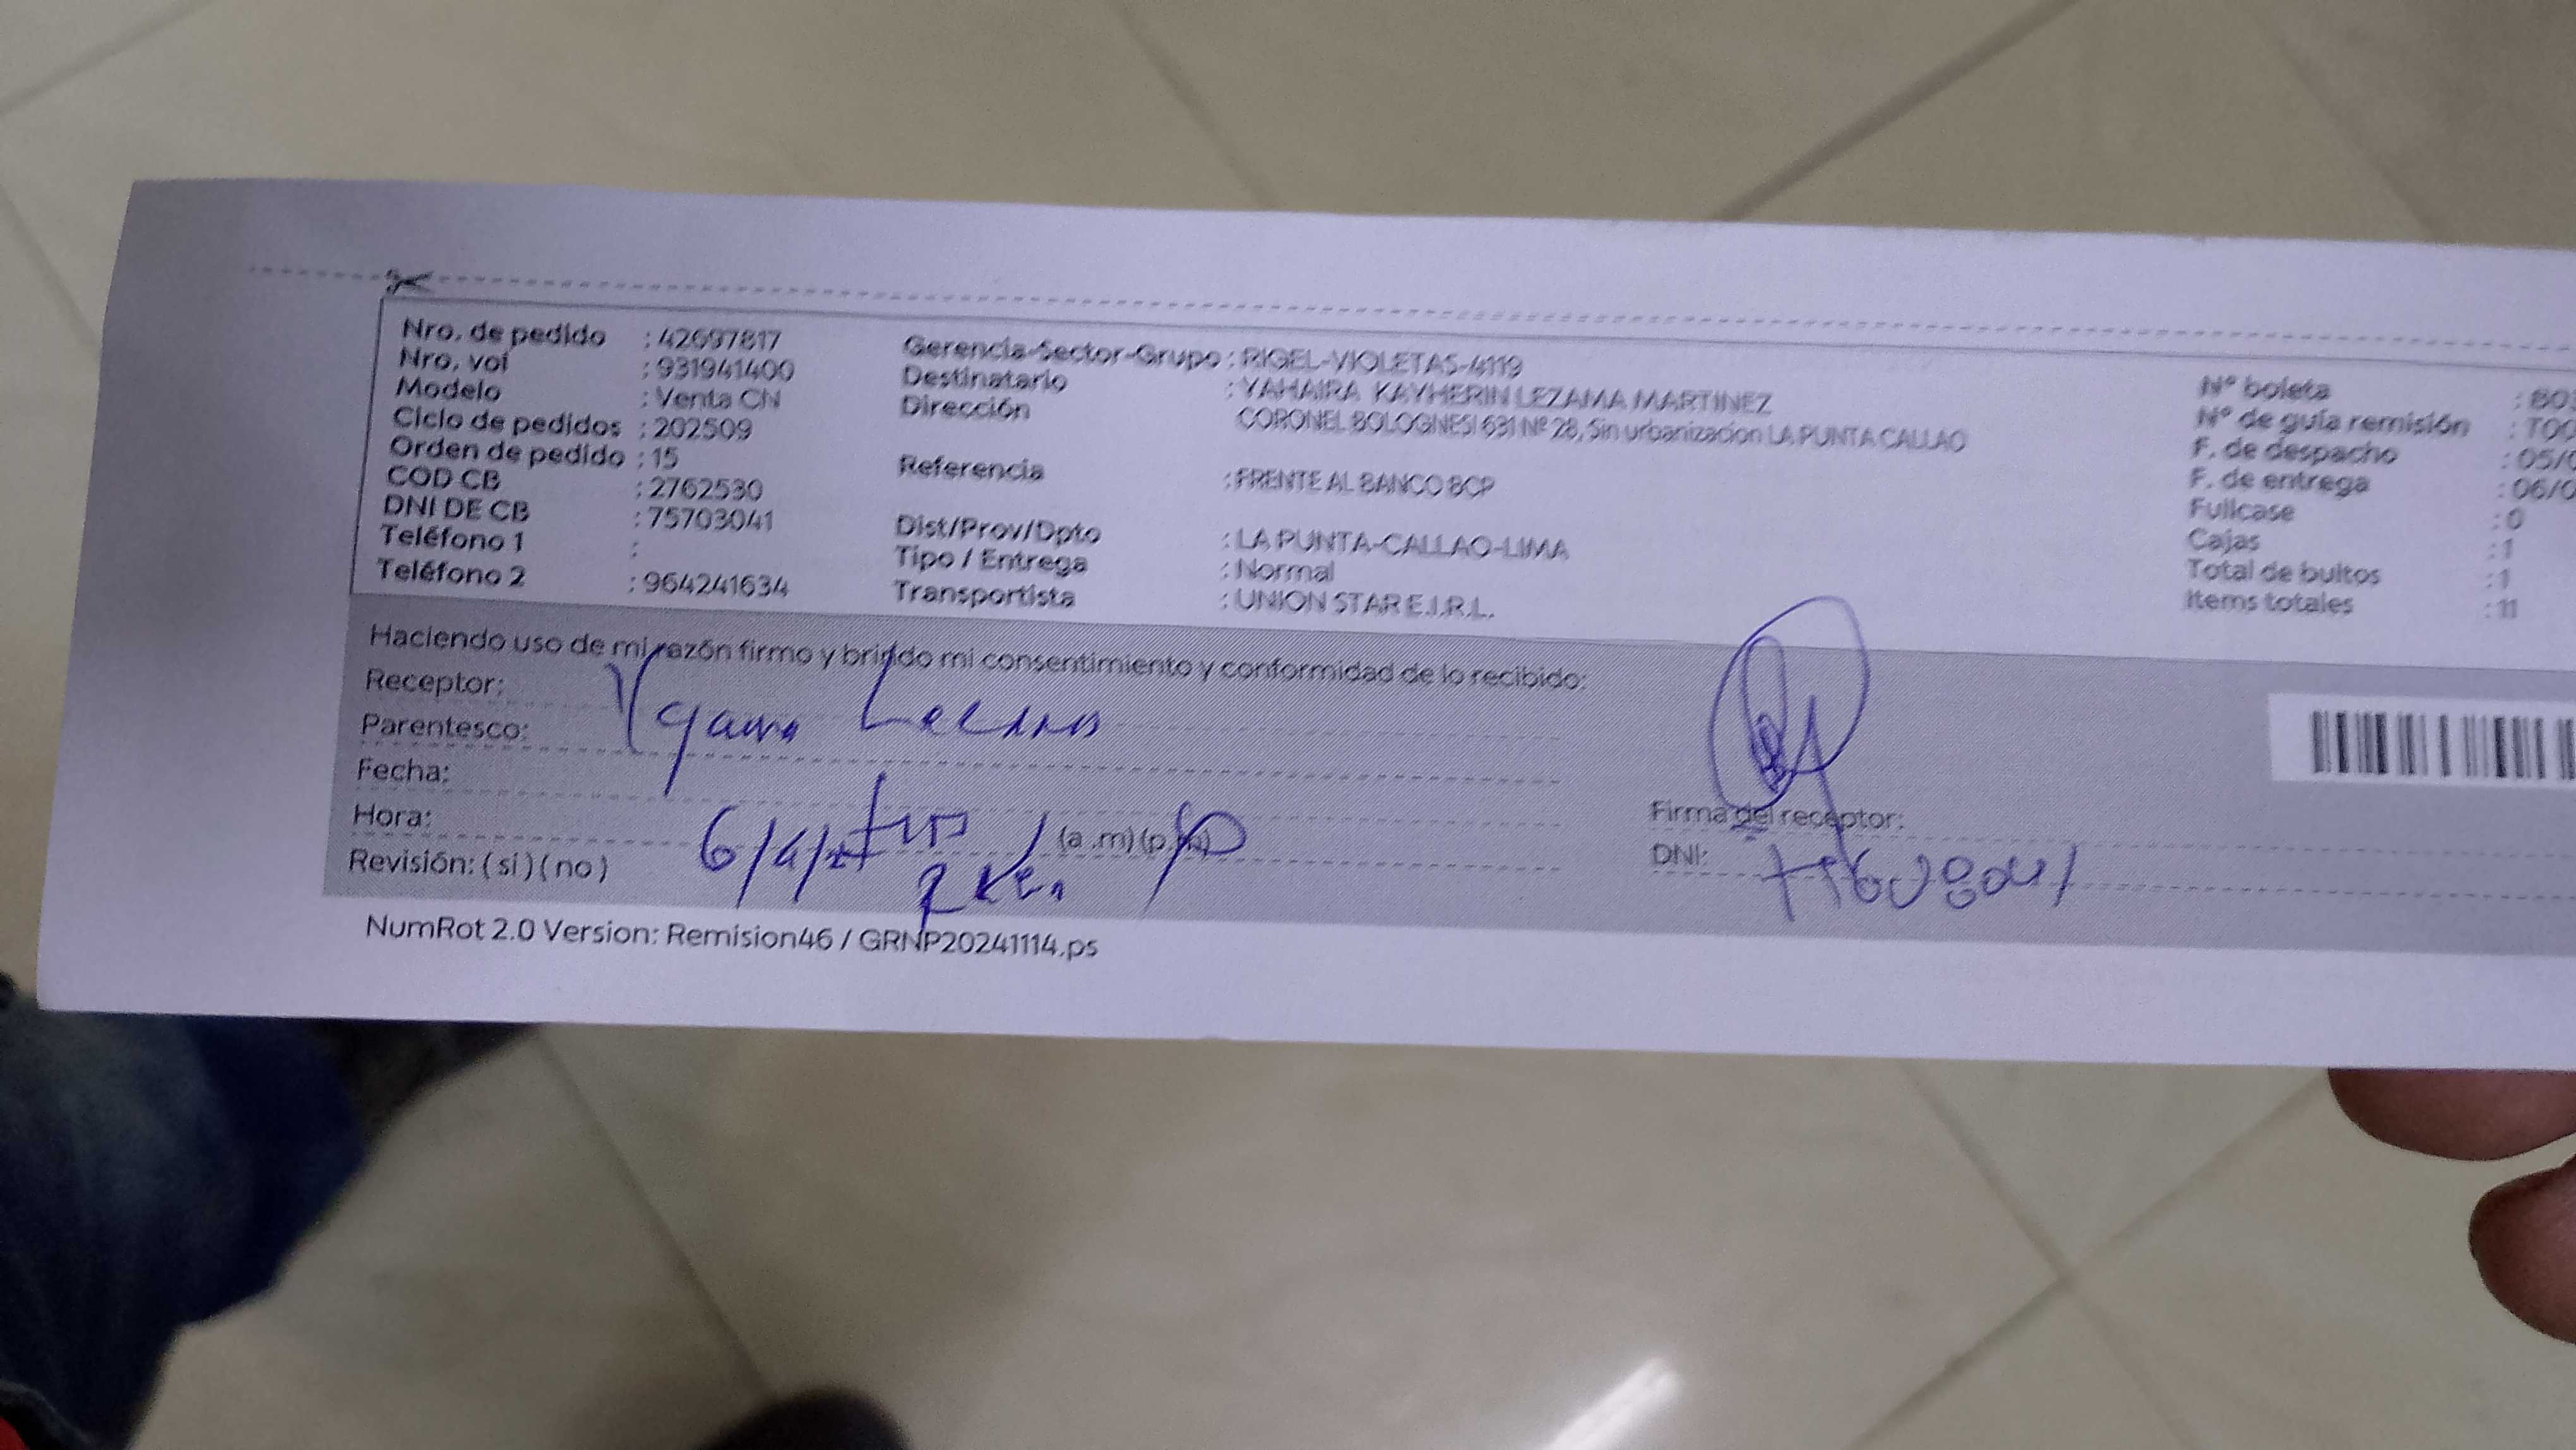 Nro. de pedido : 42697817
Nro. vol : 931941400
Modelo : Venta CN
Ciclo de pedidos : 202509
Orden de pedido : 15
COD CB : 2762530
DNI DE CB : 75703041
Teléfono 1 :
Teléfono 2 : 964241634
Gerencia-Sector-Grupo : RIGEL-VIOLETAS-4119
Destinatario : YAHAIRA KAYHERIN LEZAMA MARTINEZ
Dirección CORONEL BOLOGNESI 631 Nº 28, Sin urbanizacion LA PUNTA CALLAO
Referencia : FRENTE AL BANCO BCP
Dist/Prov/Dpto : LA PUNTA-CALLAO-LIMA
Tipo / Entrega : Normal
Transportista : UNION STAR E.I.R.L.
Nº boleta
Nº de guía remisión : T00
F. de despacho : 05/0
F. de entrega : 06/0
Fullcase : 0
Cajas : 1
Total de bultos : 1
Items totales : 11
Haciendo uso de mi razón firmo y brindo mi consentimiento y conformidad de lo recibido:
Receptor:
Parentesco:
Fecha:
Hora: (a .m) (p.m)
Revisión: ( si ) ( no )
Firma del receptor:
DNI:
NumRot 2.0 Version: Remision46 / GRNP20241114.ps